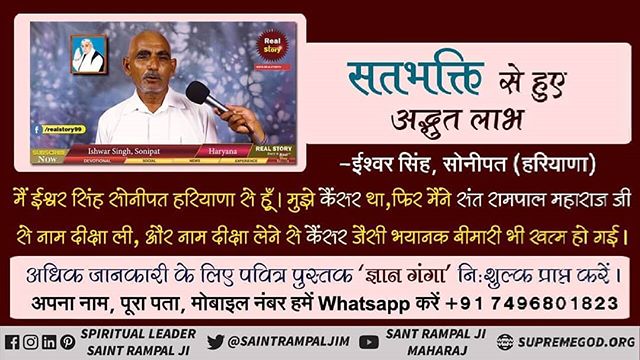 Real
Story
सतभक्ति से हुए
अद्भुत लाभ
/realstory99
SUBSCRIBE
Now
Ishwar Singh, Sonipat
Haryana
REAL STORY
DEVOTIONAL
SOCIAL
NEWS
EXPERIENCE
–ईश्वर सिंह, सोनीपत (हरियाणा)
मैं ईश्वर सिंह सोनीपत हरियाणा से हूँ। मुझे कैंसर था,फिर मैंने संत रामपाल महाराज जी
से नाम दीक्षा ली, और नाम दीक्षा लेने से कैंसर जैसी भयानक बीमारी भी खत्म हो गई।
अधिक जानकारी के लिए पवित्र पुस्तक 'ज्ञान गंगा' नि:शुल्क प्राप्त करें।
अपना नाम, पूरा पता, मोबाइल नंबर हमें Whatsapp करें +91 7496801823
SPIRITUAL LEADER
SAINT RAMPAL JI
@SAINTRAMPALJIM
SANT RAMPAL JI
MAHARAJ
SUPREMEGOD.ORG